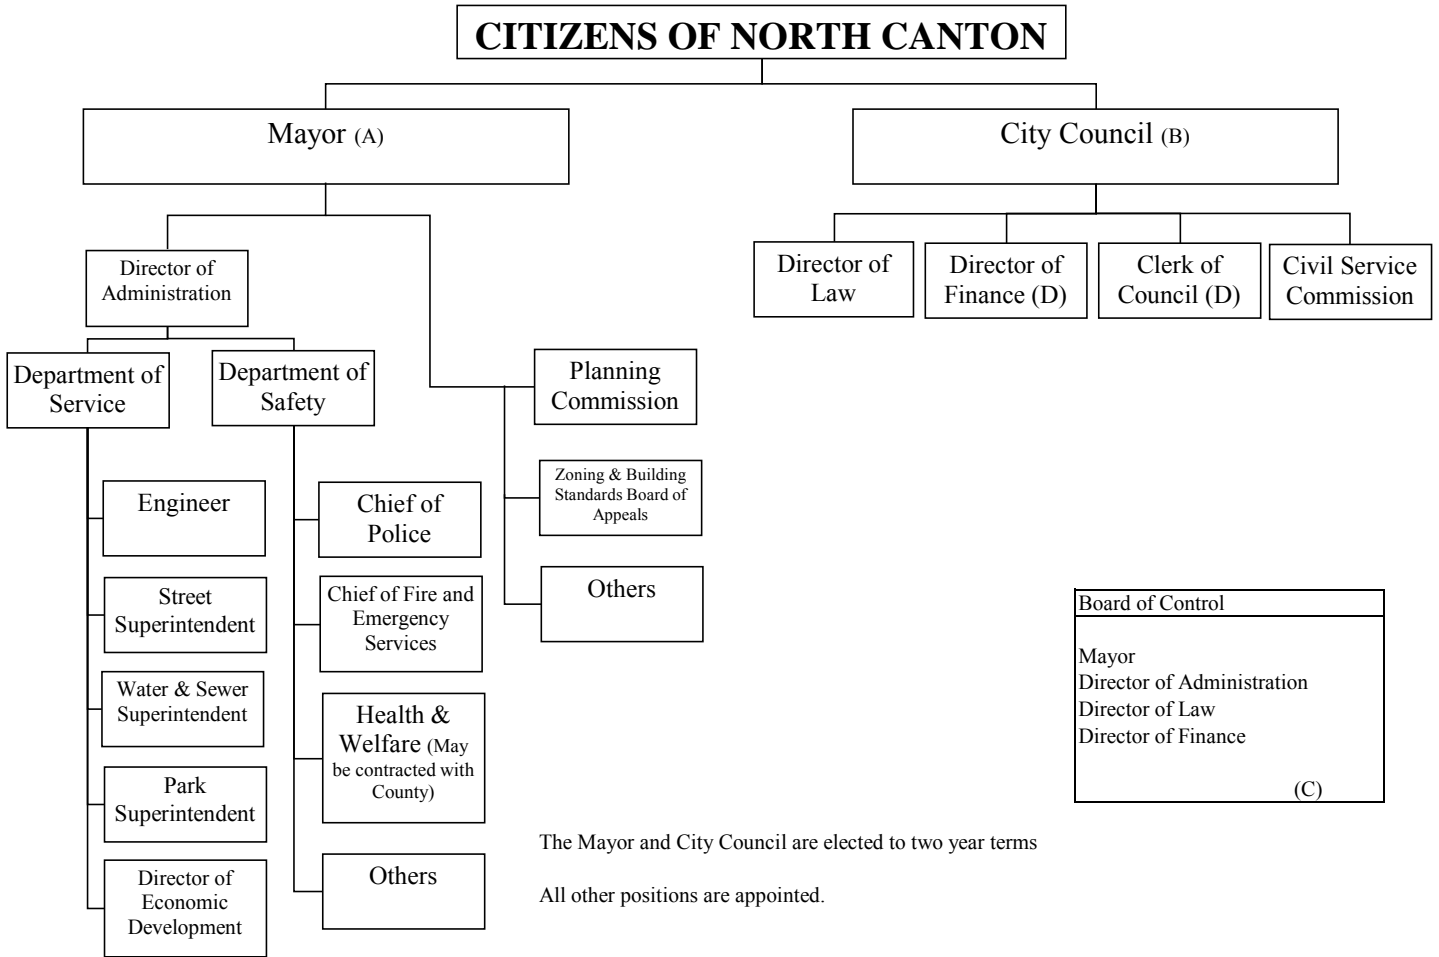 CITIZENS OF NORTH CANTON
Mayor (A)
City Council (B)
Director of
Administration
Director of
Law
Director of
Finance (D)
Clerk of
Council (D)
Civil Service
Commission
Department of
Service
Department of
Safety
Planning
Commission
Engineer
Chief of
Police
Zoning & Building
Standards Board of
Appeals
Street
Superintendent
Chief of Fire and
Emergency
Services
Others
Water & Sewer
Superintendent
Health &
Welfare (May
be contracted with
County)
Park
Superintendent
Director of
Economic
Development
Others
Board of Control
Mayor
Director of Administration
Director of Law
Director of Finance
(C)
The Mayor and City Council are elected to two year terms
All other positions are appointed.